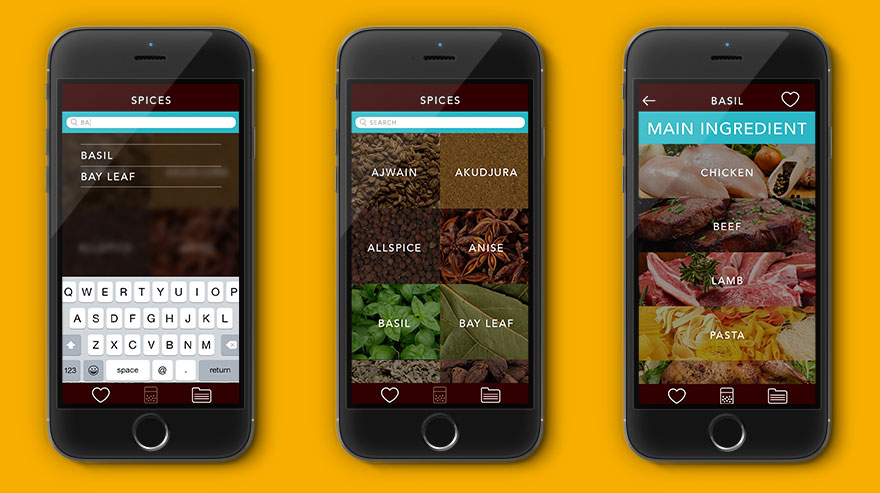 SPICES
BA
BASIL
BAY LEAF
Q W E R T Y U I O P
A S D F G H J K L
Z X C V B N M
123 space @ . return
SPICES
SEARCH
AJWAIN AKUDJURA
ALLSPICE ANISE
BASIL BAY LEAF
BASIL
MAIN INGREDIENT
CHICKEN
BEEF
LAMB
PASTA